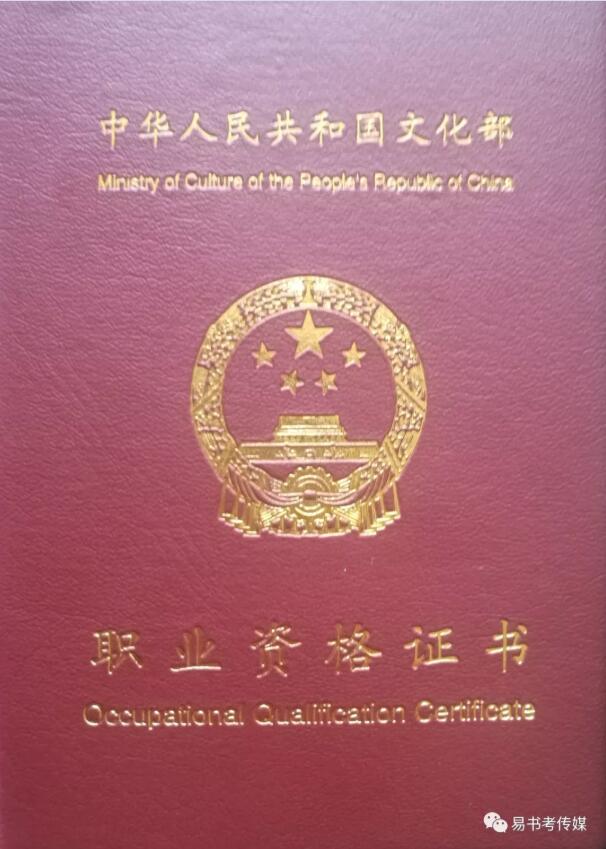 中华人民共和国文化部
Ministry of Culture of the People's Republic of China
职业资格证书
Occupational Qualification Certificate
易书考传媒